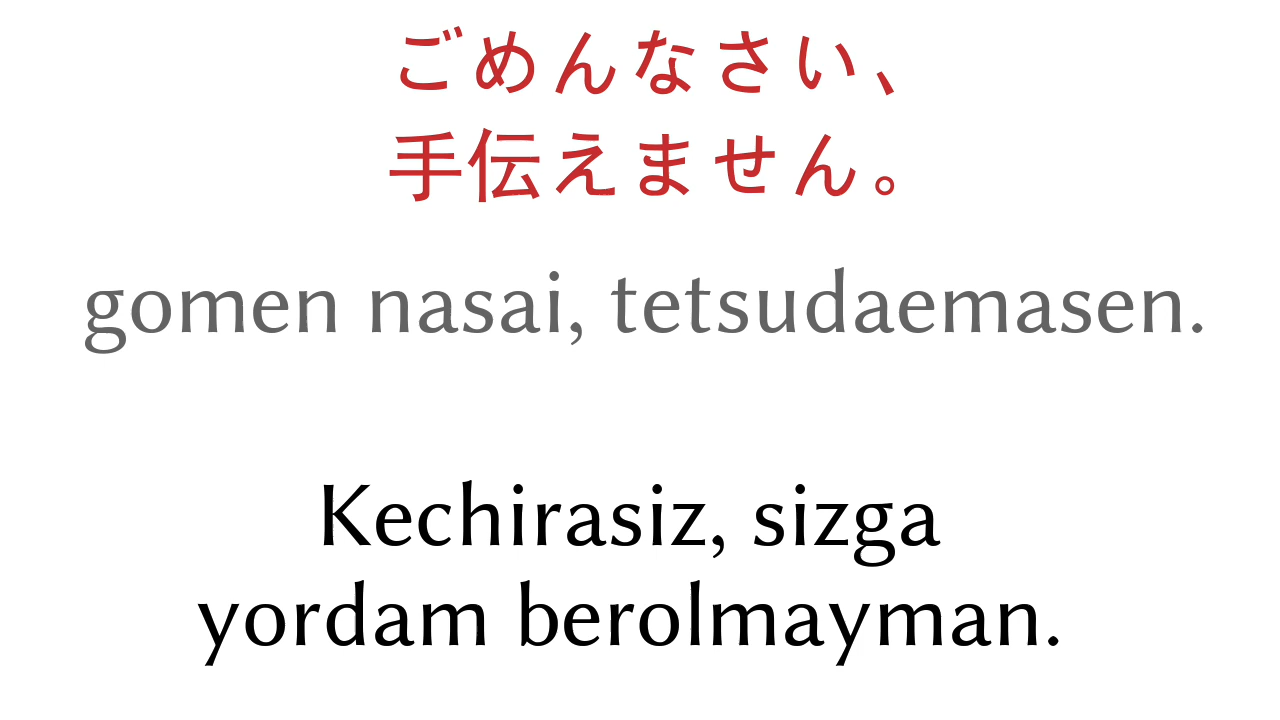 ごめんなさい、
手伝えません。
gomen nasai, tetsudaemasen.
Kechirasiz, sizga
yordam berolmayman.